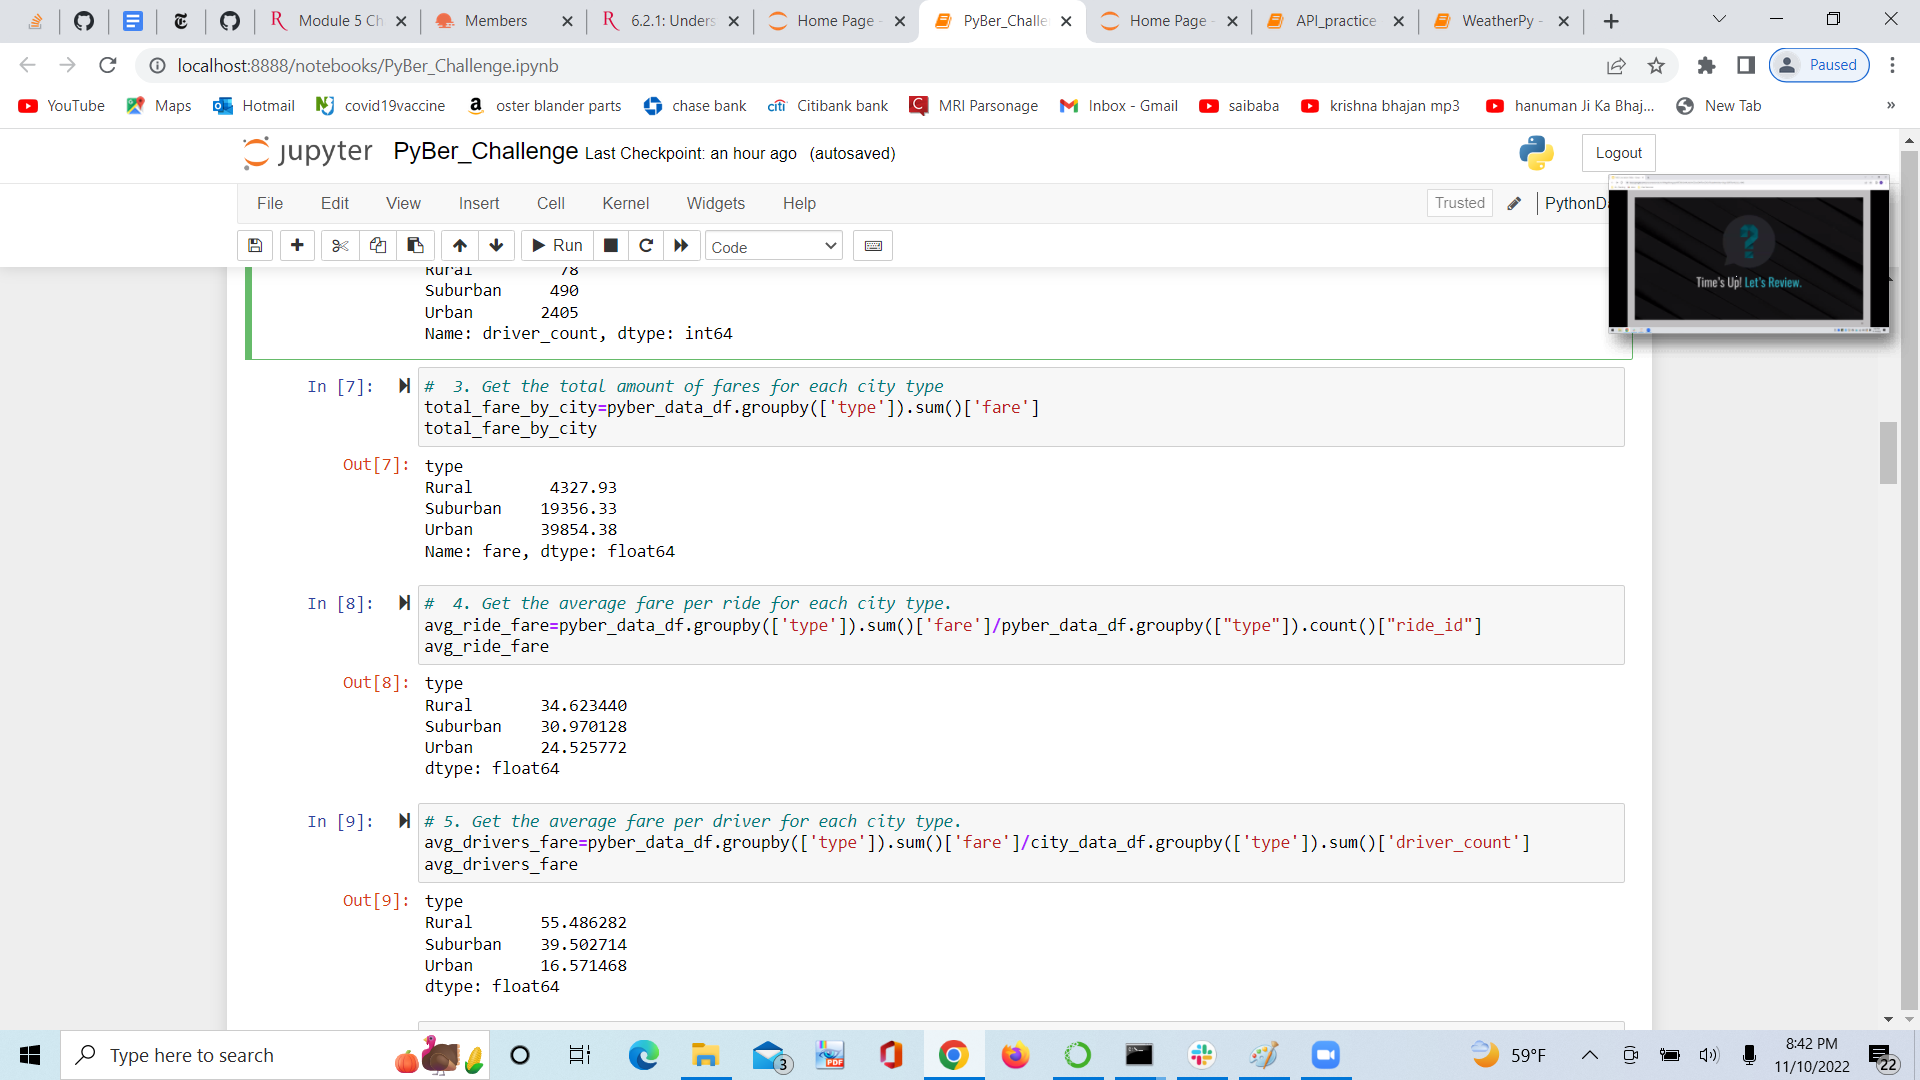 Module 5 Ch
Members
6.2.1: Unders
Home Page -
PyBer_Challe
Home Page -
API_practice
WeatherPy -
localhost:8888/notebooks/PyBer_Challenge.ipynb
Paused
YouTube
Maps
Hotmail
covid19vaccine
oster blander parts
chase bank
citi Citibank bank
MRI Parsonage
Inbox - Gmail
saibaba
krishna bhajan mp3
hanuman Ji Ka Bhaj...
New Tab
»
jupyter PyBer_Challenge Last Checkpoint: an hour ago (autosaved)
Logout
File Edit View Insert Cell Kernel Widgets Help
Trusted
PythonDa
Run
Code
Time's Up! Let's Review.
Rural 78
Suburban 490
Urban 2405
Name: driver_count, dtype: int64
In [7]: # 3. Get the total amount of fares for each city type
total_fare_by_city=pyber_data_df.groupby(['type']).sum()['fare']
total_fare_by_city
Out[7]: type
Rural 4327.93
Suburban 19356.33
Urban 39854.38
Name: fare, dtype: float64
In [8]: # 4. Get the average fare per ride for each city type.
avg_ride_fare=pyber_data_df.groupby(['type']).sum()['fare']/pyber_data_df.groupby(["type"]).count()["ride_id"]
avg_ride_fare
Out[8]: type
Rural 34.623440
Suburban 30.970128
Urban 24.525772
dtype: float64
In [9]: # 5. Get the average fare per driver for each city type.
avg_drivers_fare=pyber_data_df.groupby(['type']).sum()['fare']/city_data_df.groupby(['type']).sum()['driver_count']
avg_drivers_fare
Out[9]: type
Rural 55.486282
Suburban 39.502714
Urban 16.571468
dtype: float64
Type here to search
3
59°F
8:42 PM
11/10/2022
22